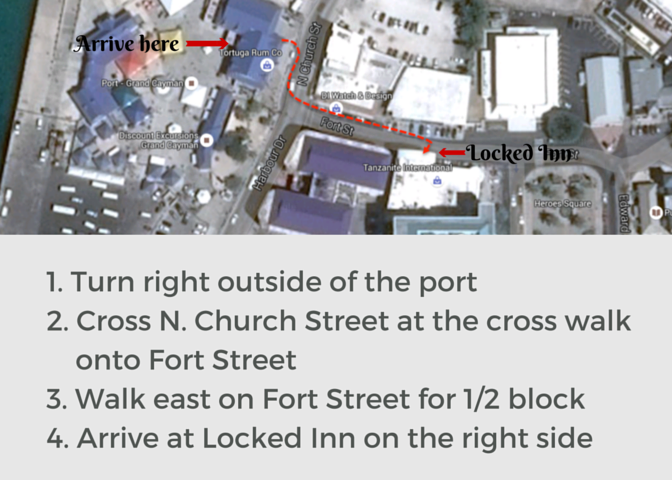 Arrive here
Tortuga Rum Co
N Church St
Port - Grand Cayman
DI Watch & Design
Discount Excursions
Grand Cayman
Fort St
Harbour Dr
Locked Inn
Tanzanite International
Heroes Square
Edward
1. Turn right outside of the port
2. Cross N. Church Street at the cross walk
onto Fort Street
3. Walk east on Fort Street for 1/2 block
4. Arrive at Locked Inn on the right side